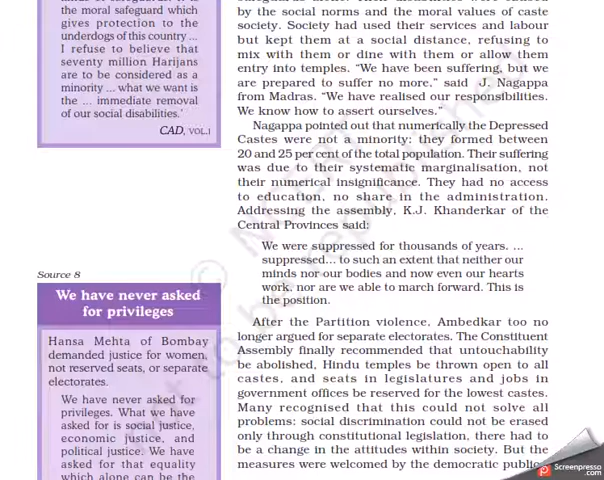 the moral safeguard which
gives protection to the
underdogs of this country ...
I refuse to believe that
seventy million Harijans
are to be considered as a
minority ... what we want is
the ... immediate removal
of our social disabilities.'
CAD, VOL.I
Source 8
We have never asked
for privileges
Hansa Mehta of Bombay
demanded justice for women,
not reserved seats, or separate
electorates.
We have never asked for
privileges. What we have
asked for is social justice,
economic justice, and
political justice. We have
asked for that equality
which alone can be the
by the social norms and the moral values of caste
society. Society had used their services and labour
but kept them at a social distance, refusing to
mix with them or dine with them or allow them
entry into temples. “We have been suffering, but we
are prepared to suffer no more,” said J. Nagappa
from Madras. “We have realised our responsibilities.
We know how to assert ourselves.”
Nagappa pointed out that numerically the Depressed
Castes were not a minority: they formed between
20 and 25 per cent of the total population. Their suffering
was due to their systematic marginalisation, not
their numerical insignificance. They had no access
to education, no share in the administration.
Addressing the assembly, K.J. Khanderkar of the
Central Provinces said:
We were suppressed for thousands of years. ...
suppressed... to such an extent that neither our
minds nor our bodies and now even our hearts
work, nor are we able to march forward. This is
the position.
After the Partition violence, Ambedkar too no
longer argued for separate electorates. The Constituent
Assembly finally recommended that untouchability
be abolished, Hindu temples be thrown open to all
castes, and seats in legislatures and jobs in
government offices be reserved for the lowest castes.
Many recognised that this could not solve all
problems: social discrimination could not be erased
only through constitutional legislation, there had to
be a change in the attitudes within society. But the
measures were welcomed by the democratic public.
© NCERT
not to be republished
Screenpresso